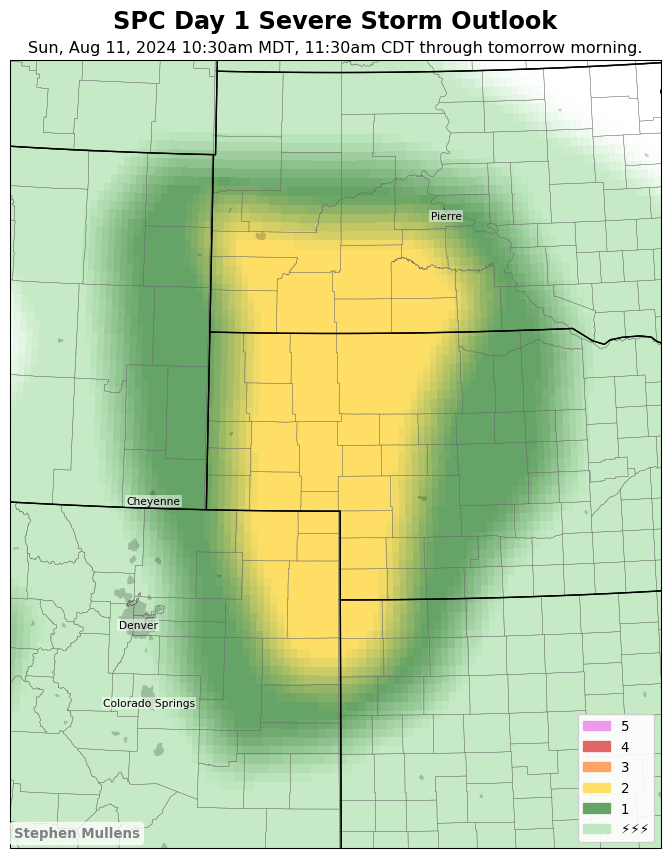 SPC Day 1 Severe Storm Outlook
Sun, Aug 11, 2024 10:30am MDT, 11:30am CDT through tomorrow morning.
Pierre
Cheyenne
Denver
Colorado Springs
5
4
3
2
1
⚡⚡⚡
Stephen Mullens